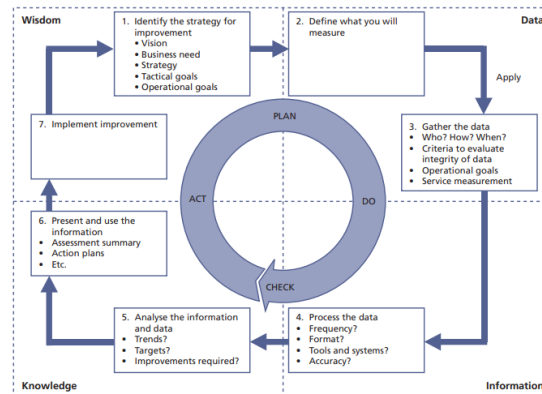 Wisdom
Data
1. Identify the strategy for
improvement
• Vision
• Business need
• Strategy
• Tactical goals
• Operational goals
2. Define what you will
measure
Apply
7. Implement improvement
PLAN
3. Gather the data
• Who? How? When?
• Criteria to evaluate
integrity of data
• Operational goals
• Service measurement
ACT
DO
6. Present and use the
information
• Assessment summary
• Action plans
• Etc.
CHECK
5. Analyse the information
and data
• Trends?
• Targets?
• Improvements required?
4. Process the data
• Frequency?
• Format?
• Tools and systems?
• Accuracy?
Knowledge
Information